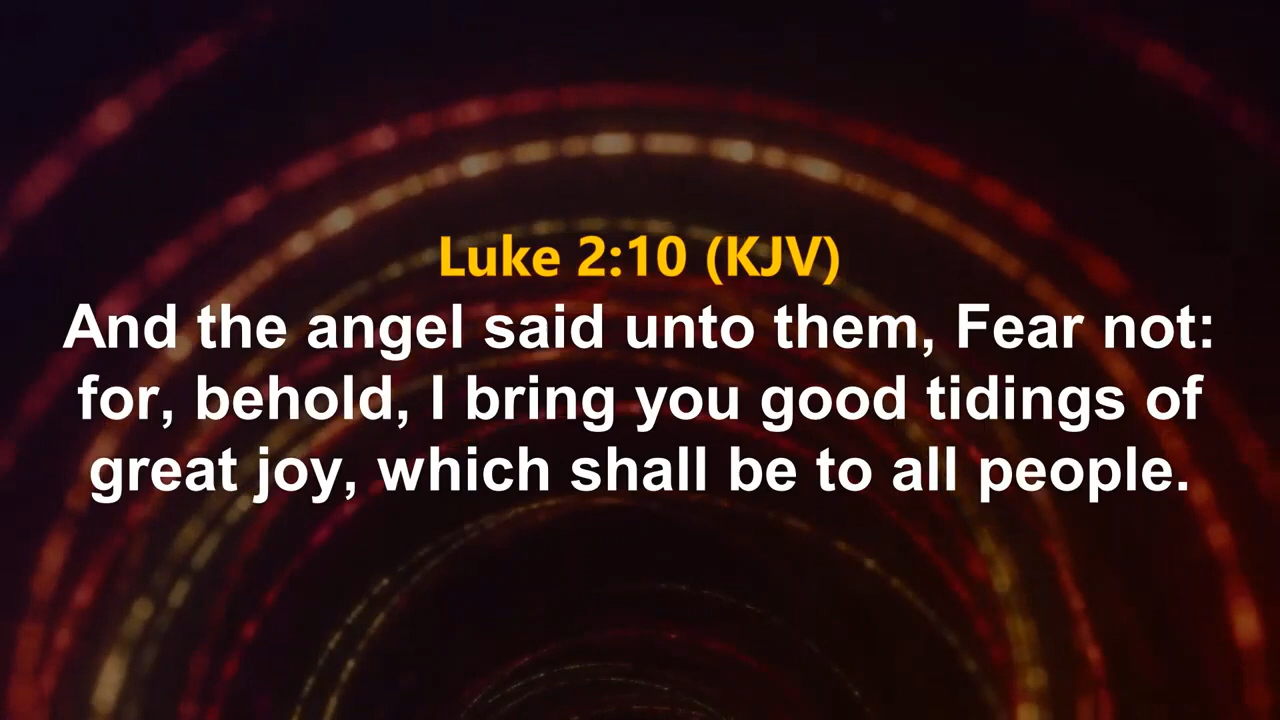 Luke 2:10 (KJV)
And the angel said unto them, Fear not:
for, behold, I bring you good tidings of
great joy, which shall be to all people.